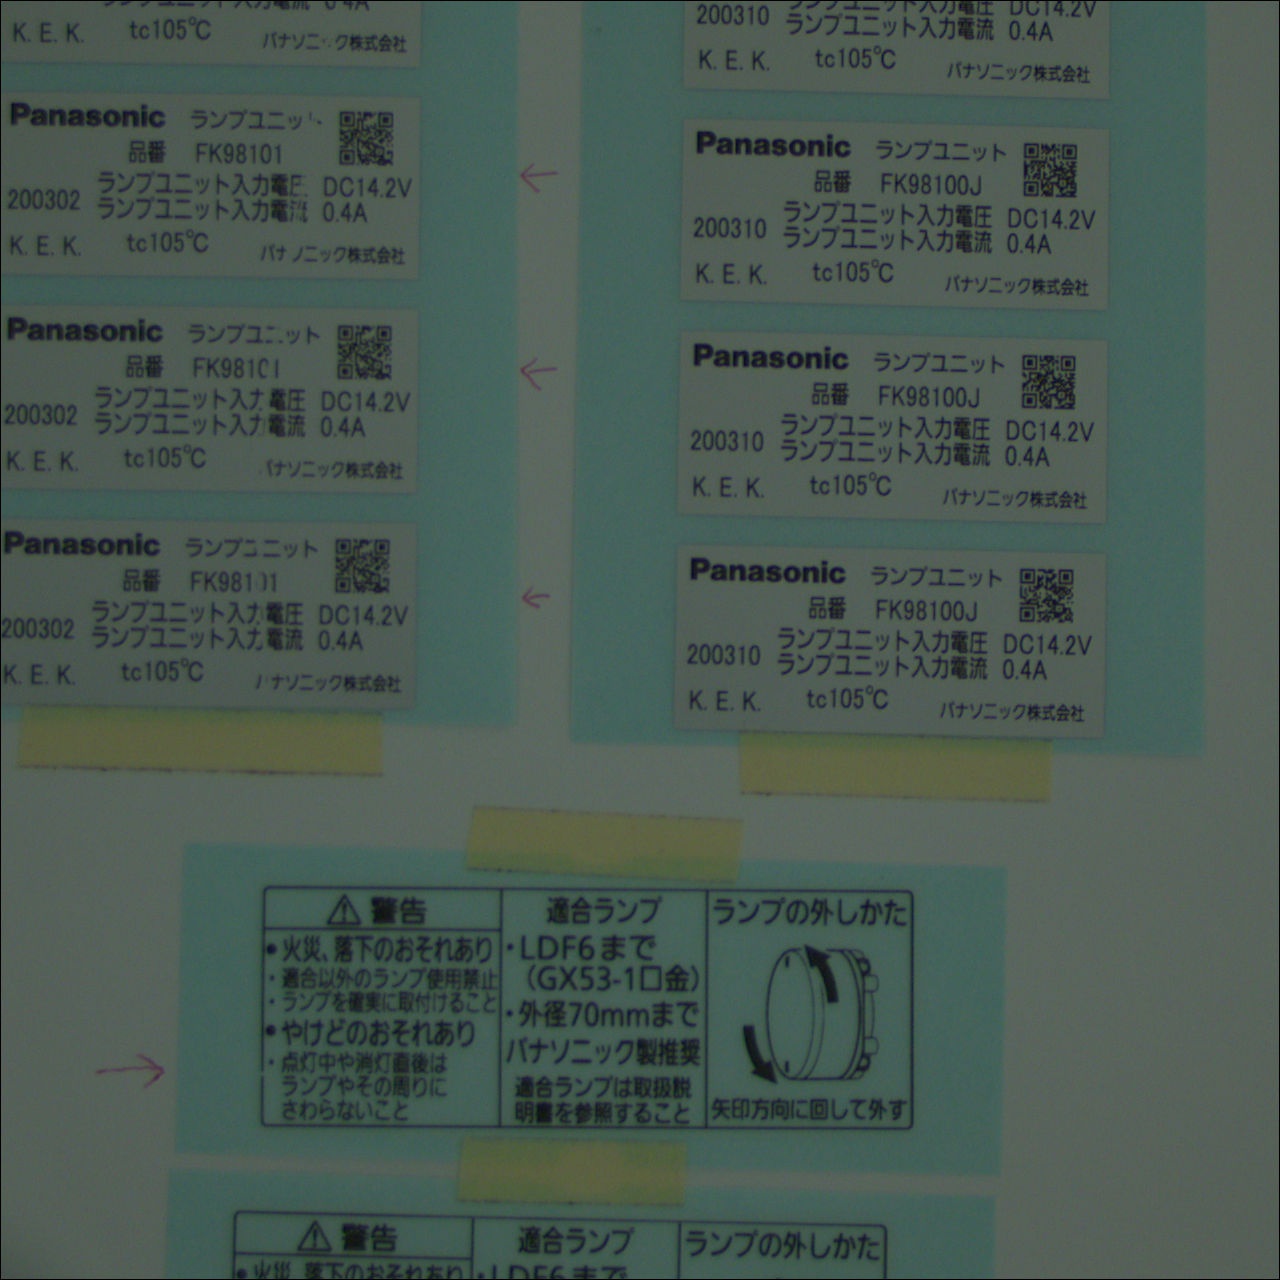 K. E. K. tc105℃ パナソニック株式会社
Panasonic ランプユニット
品番 FK98101
ランプユニット入力電圧 DC14.2V
200302 ランプユニット入力電流 0.4A
K. E. K. tc105℃ パナソニック株式会社
Panasonic ランプユニット
品番 FK98101
ランプユニット入力電圧 DC14.2V
200302 ランプユニット入力電流 0.4A
K. E. K. tc105℃ パナソニック株式会社
Panasonic ランプユニット
品番 FK98101
ランプユニット入力電圧 DC14.2V
200302 ランプユニット入力電流 0.4A
K. E. K. tc105℃ パナソニック株式会社
200310 ランプユニット入力電流 0.4A
K. E. K. tc105℃ パナソニック株式会社
Panasonic ランプユニット
品番 FK98100J
ランプユニット入力電圧 DC14.2V
200310 ランプユニット入力電流 0.4A
K. E. K. tc105℃ パナソニック株式会社
Panasonic ランプユニット
品番 FK98100J
ランプユニット入力電圧 DC14.2V
200310 ランプユニット入力電流 0.4A
K. E. K. tc105℃ パナソニック株式会社
Panasonic ランプユニット
品番 FK98100J
ランプユニット入力電圧 DC14.2V
200310 ランプユニット入力電流 0.4A
K. E. K. tc105℃ パナソニック株式会社
警告
●火災、落下のおそれあり
・適合以外のランプ使用禁止
・ランプを確実に取付けること
●やけどのおそれあり
・点灯中や消灯直後は
ランプやその周りに
さわらないこと
適合ランプ
・LDF6まで
（GX53-1口金）
・外径70mmまで
パナソニック製推奨
適合ランプは取扱説
明書を参照すること
ランプの外しかた
矢印方向に回して外す
警告
●火災、落下のおそれあり
適合ランプ
・LDF6まで
ランプの外しかた